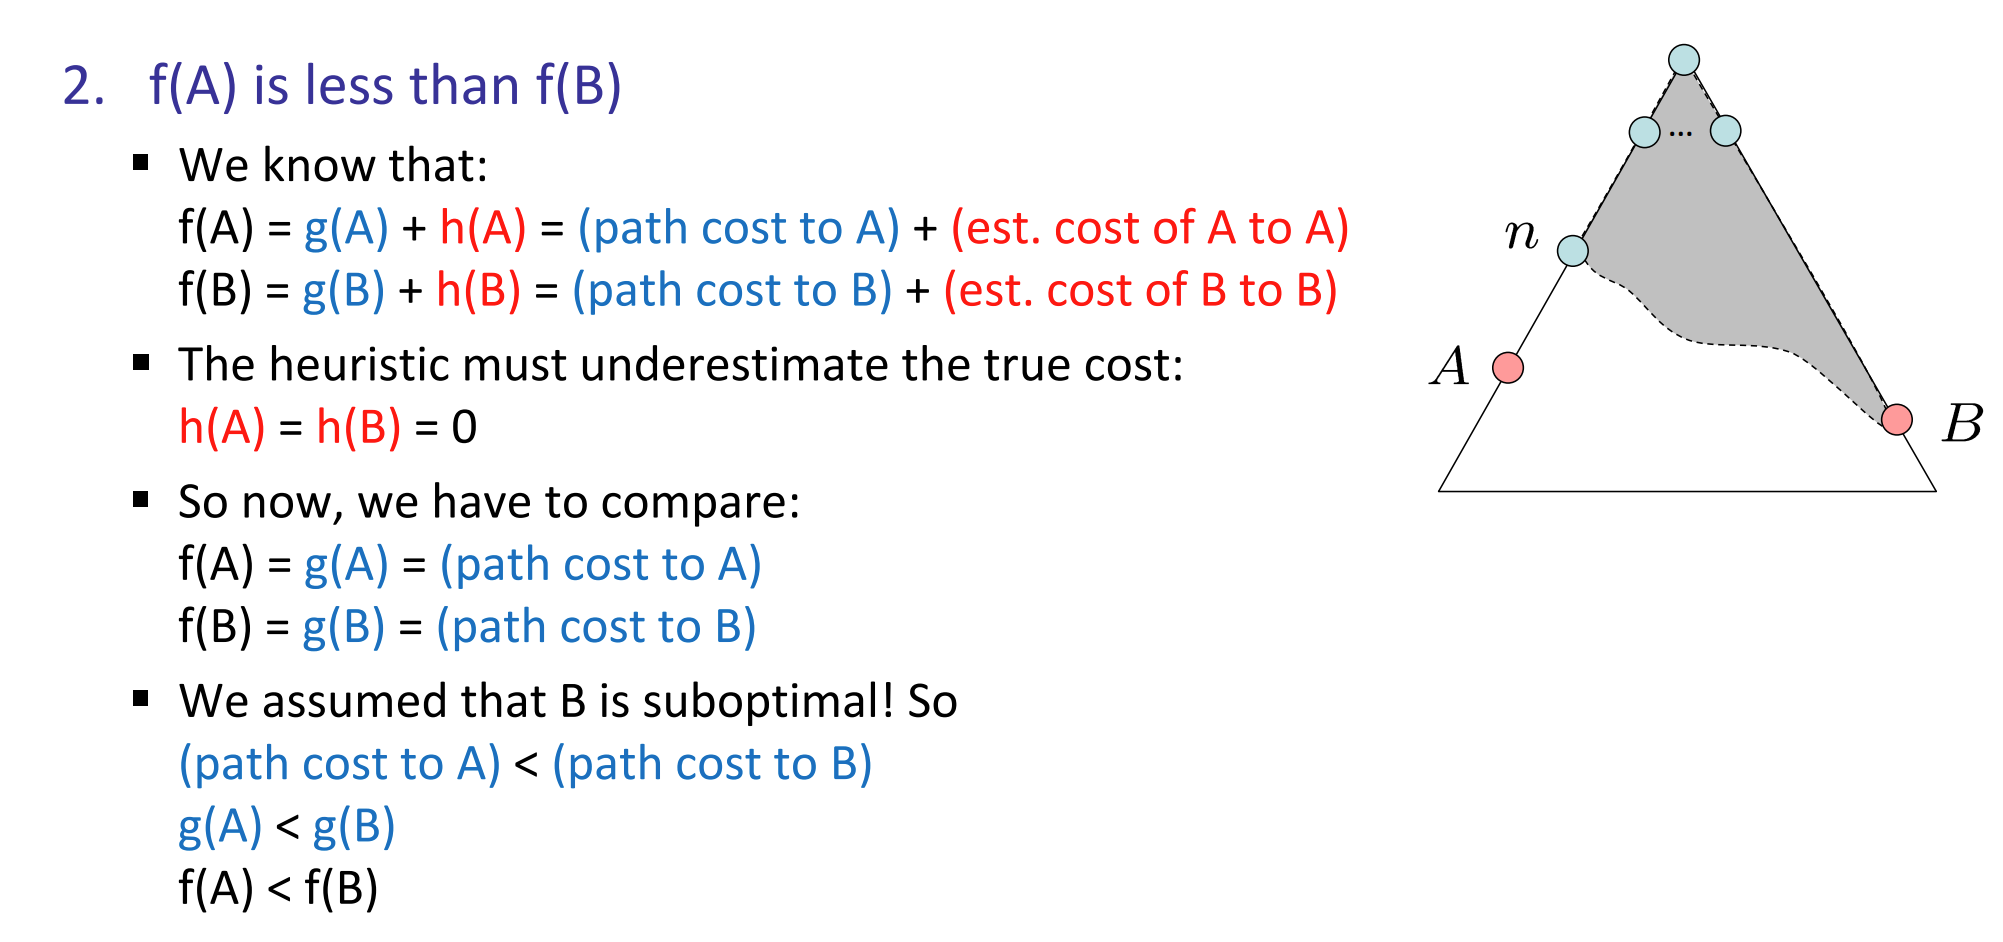 2. f(A) is less than f(B)
▪ We know that:
f(A) = g(A) + h(A) = (path cost to A) + (est. cost of A to A)
f(B) = g(B) + h(B) = (path cost to B) + (est. cost of B to B)
▪ The heuristic must underestimate the true cost:
h(A) = h(B) = 0
▪ So now, we have to compare:
f(A) = g(A) = (path cost to A)
f(B) = g(B) = (path cost to B)
▪ We assumed that B is suboptimal! So
(path cost to A) < (path cost to B)
g(A) < g(B)
f(A) < f(B)
...
n
A
B